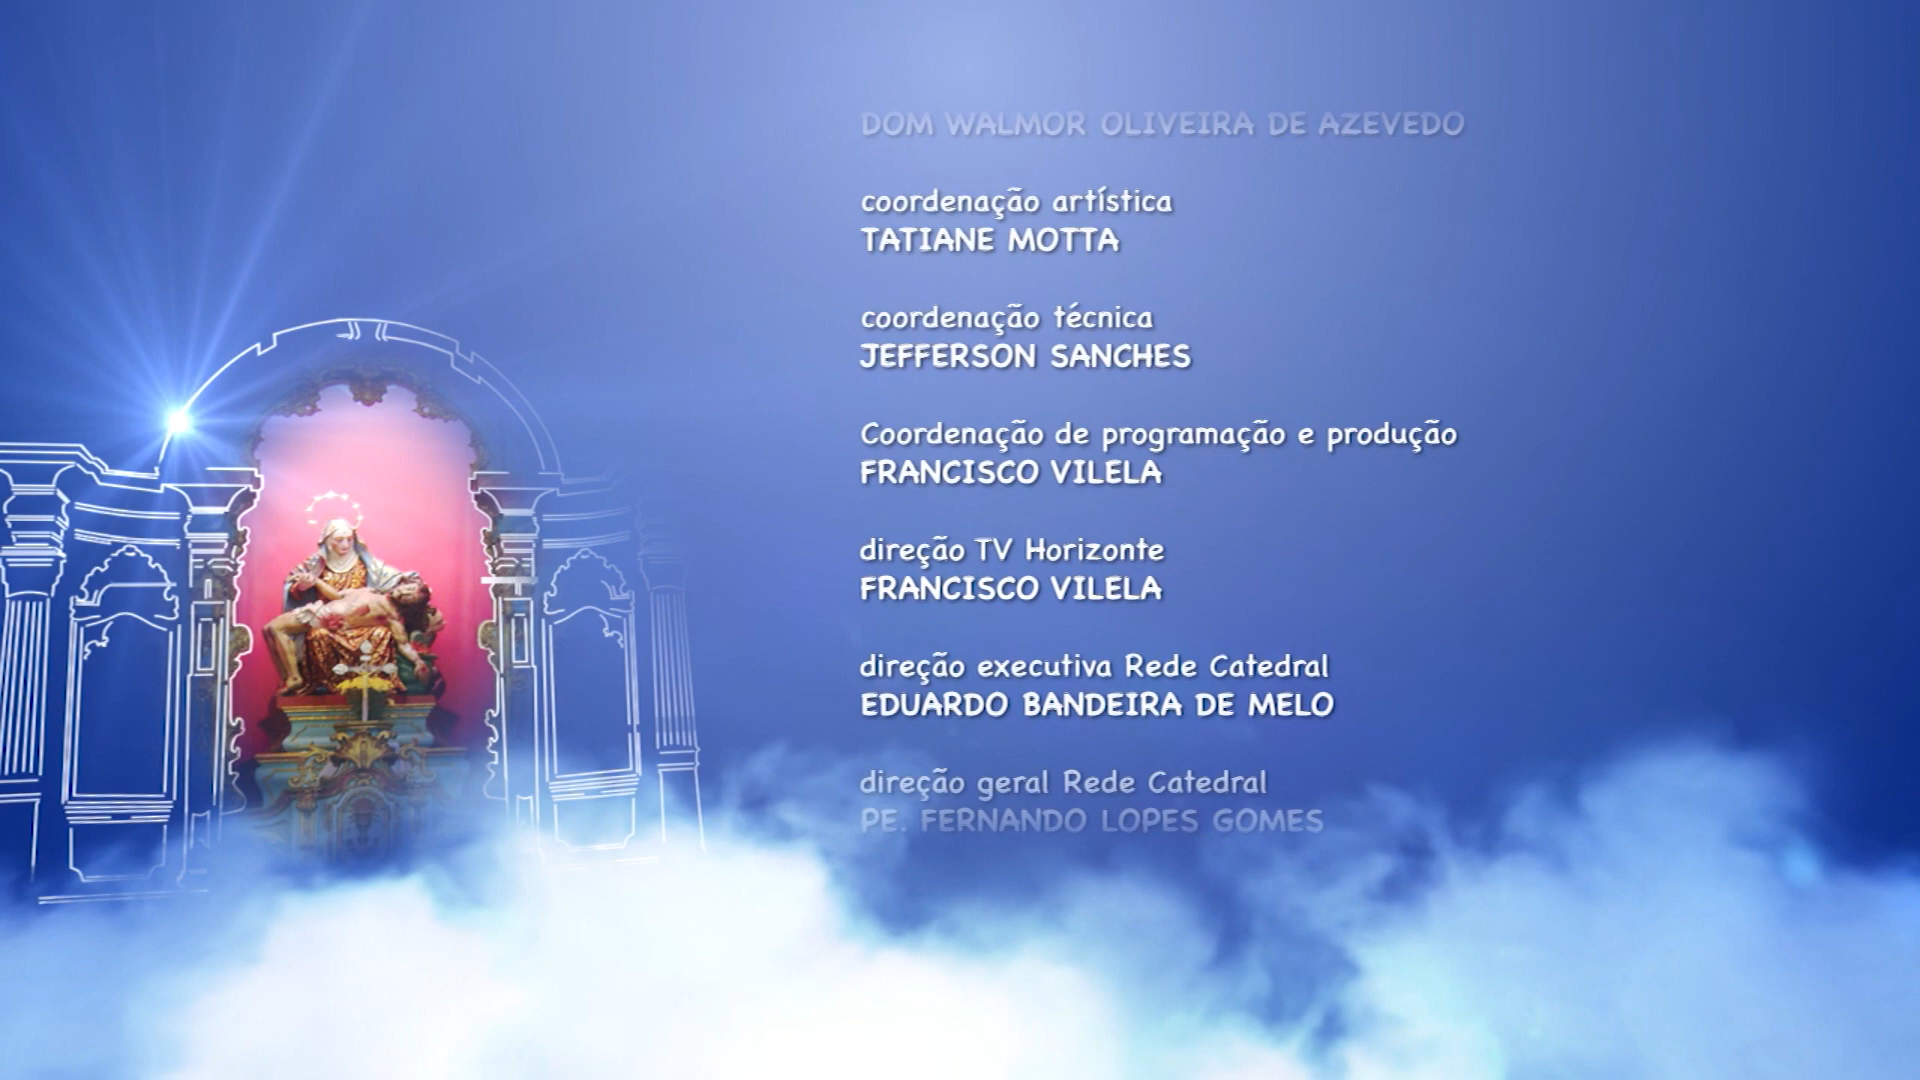 DOM WALMOR OLIVEIRA DE AZEVEDO
coordenação artística
TATIANE MOTTA
coordenação técnica
JEFFERSON SANCHES
Coordenação de programação e produção
FRANCISCO VILELA
direção TV Horizonte
FRANCISCO VILELA
direção executiva Rede Catedral
EDUARDO BANDEIRA DE MELO
direção geral Rede Catedral
PE. FERNANDO LOPES GOMES